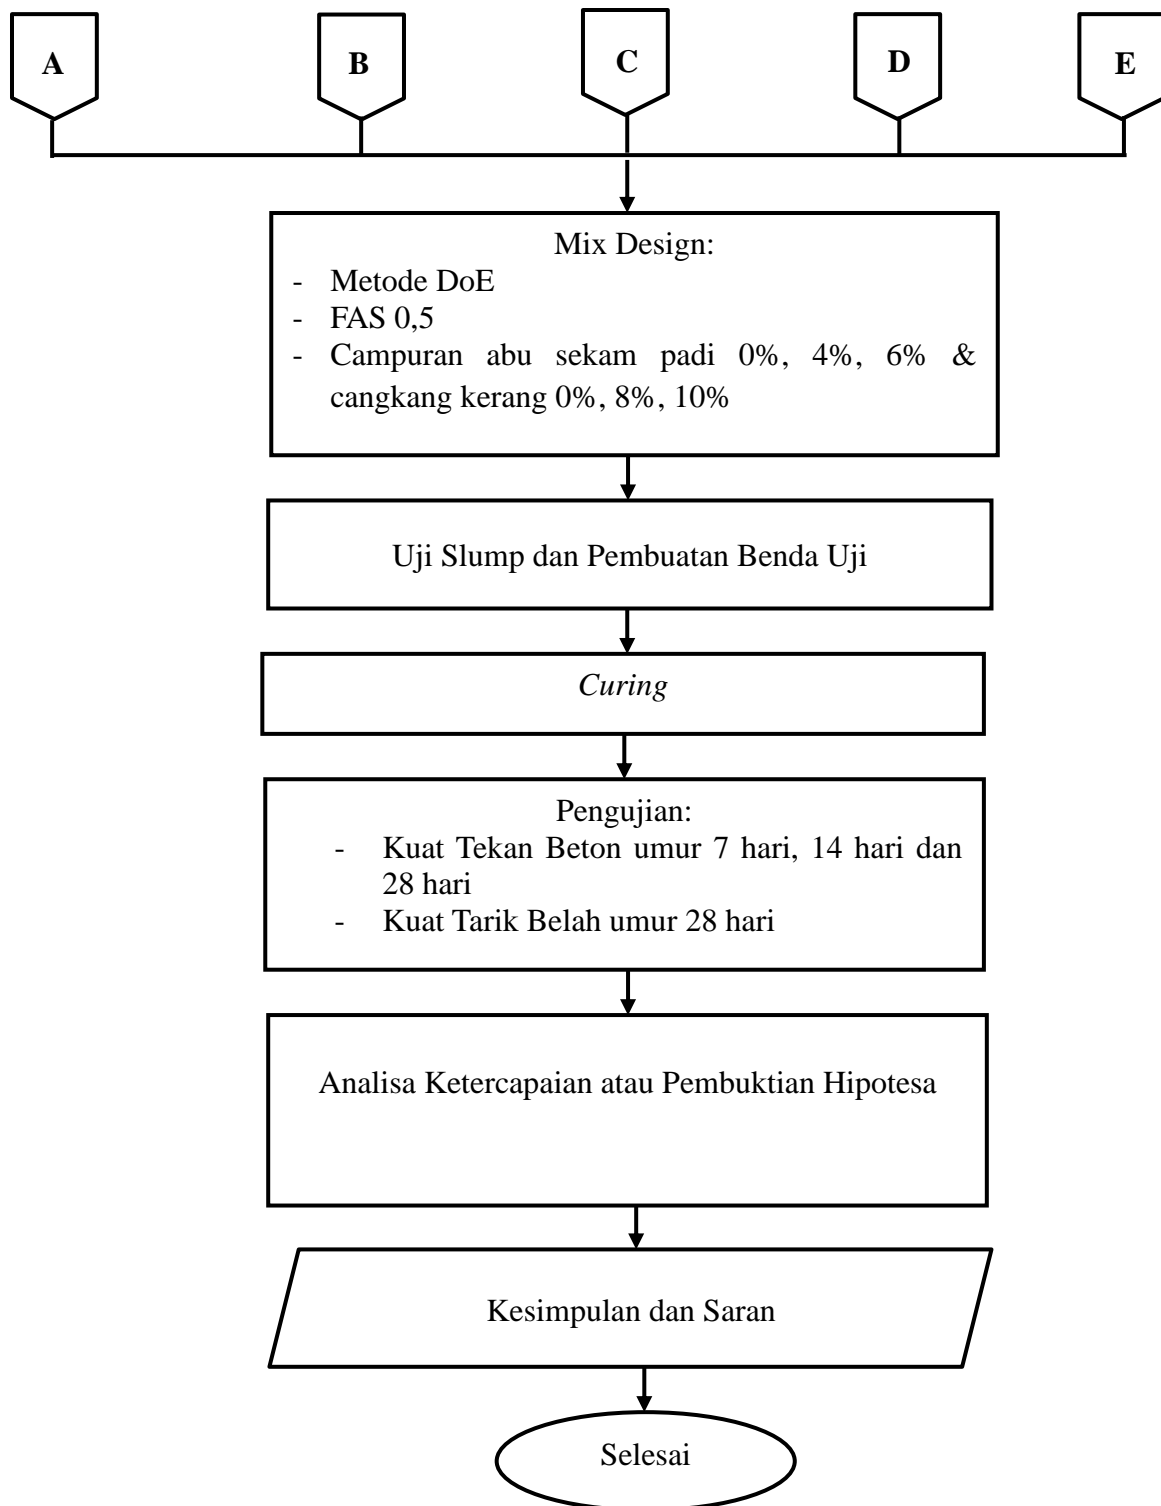 A B C D E
Mix Design:
- Metode DoE
- FAS 0,5
- Campuran abu sekam padi 0%, 4%, 6% &
cangkang kerang 0%, 8%, 10%
Uji Slump dan Pembuatan Benda Uji
Curing
Pengujian:
- Kuat Tekan Beton umur 7 hari, 14 hari dan
28 hari
- Kuat Tarik Belah umur 28 hari
Analisa Ketercapaian atau Pembuktian Hipotesa
Kesimpulan dan Saran
Selesai